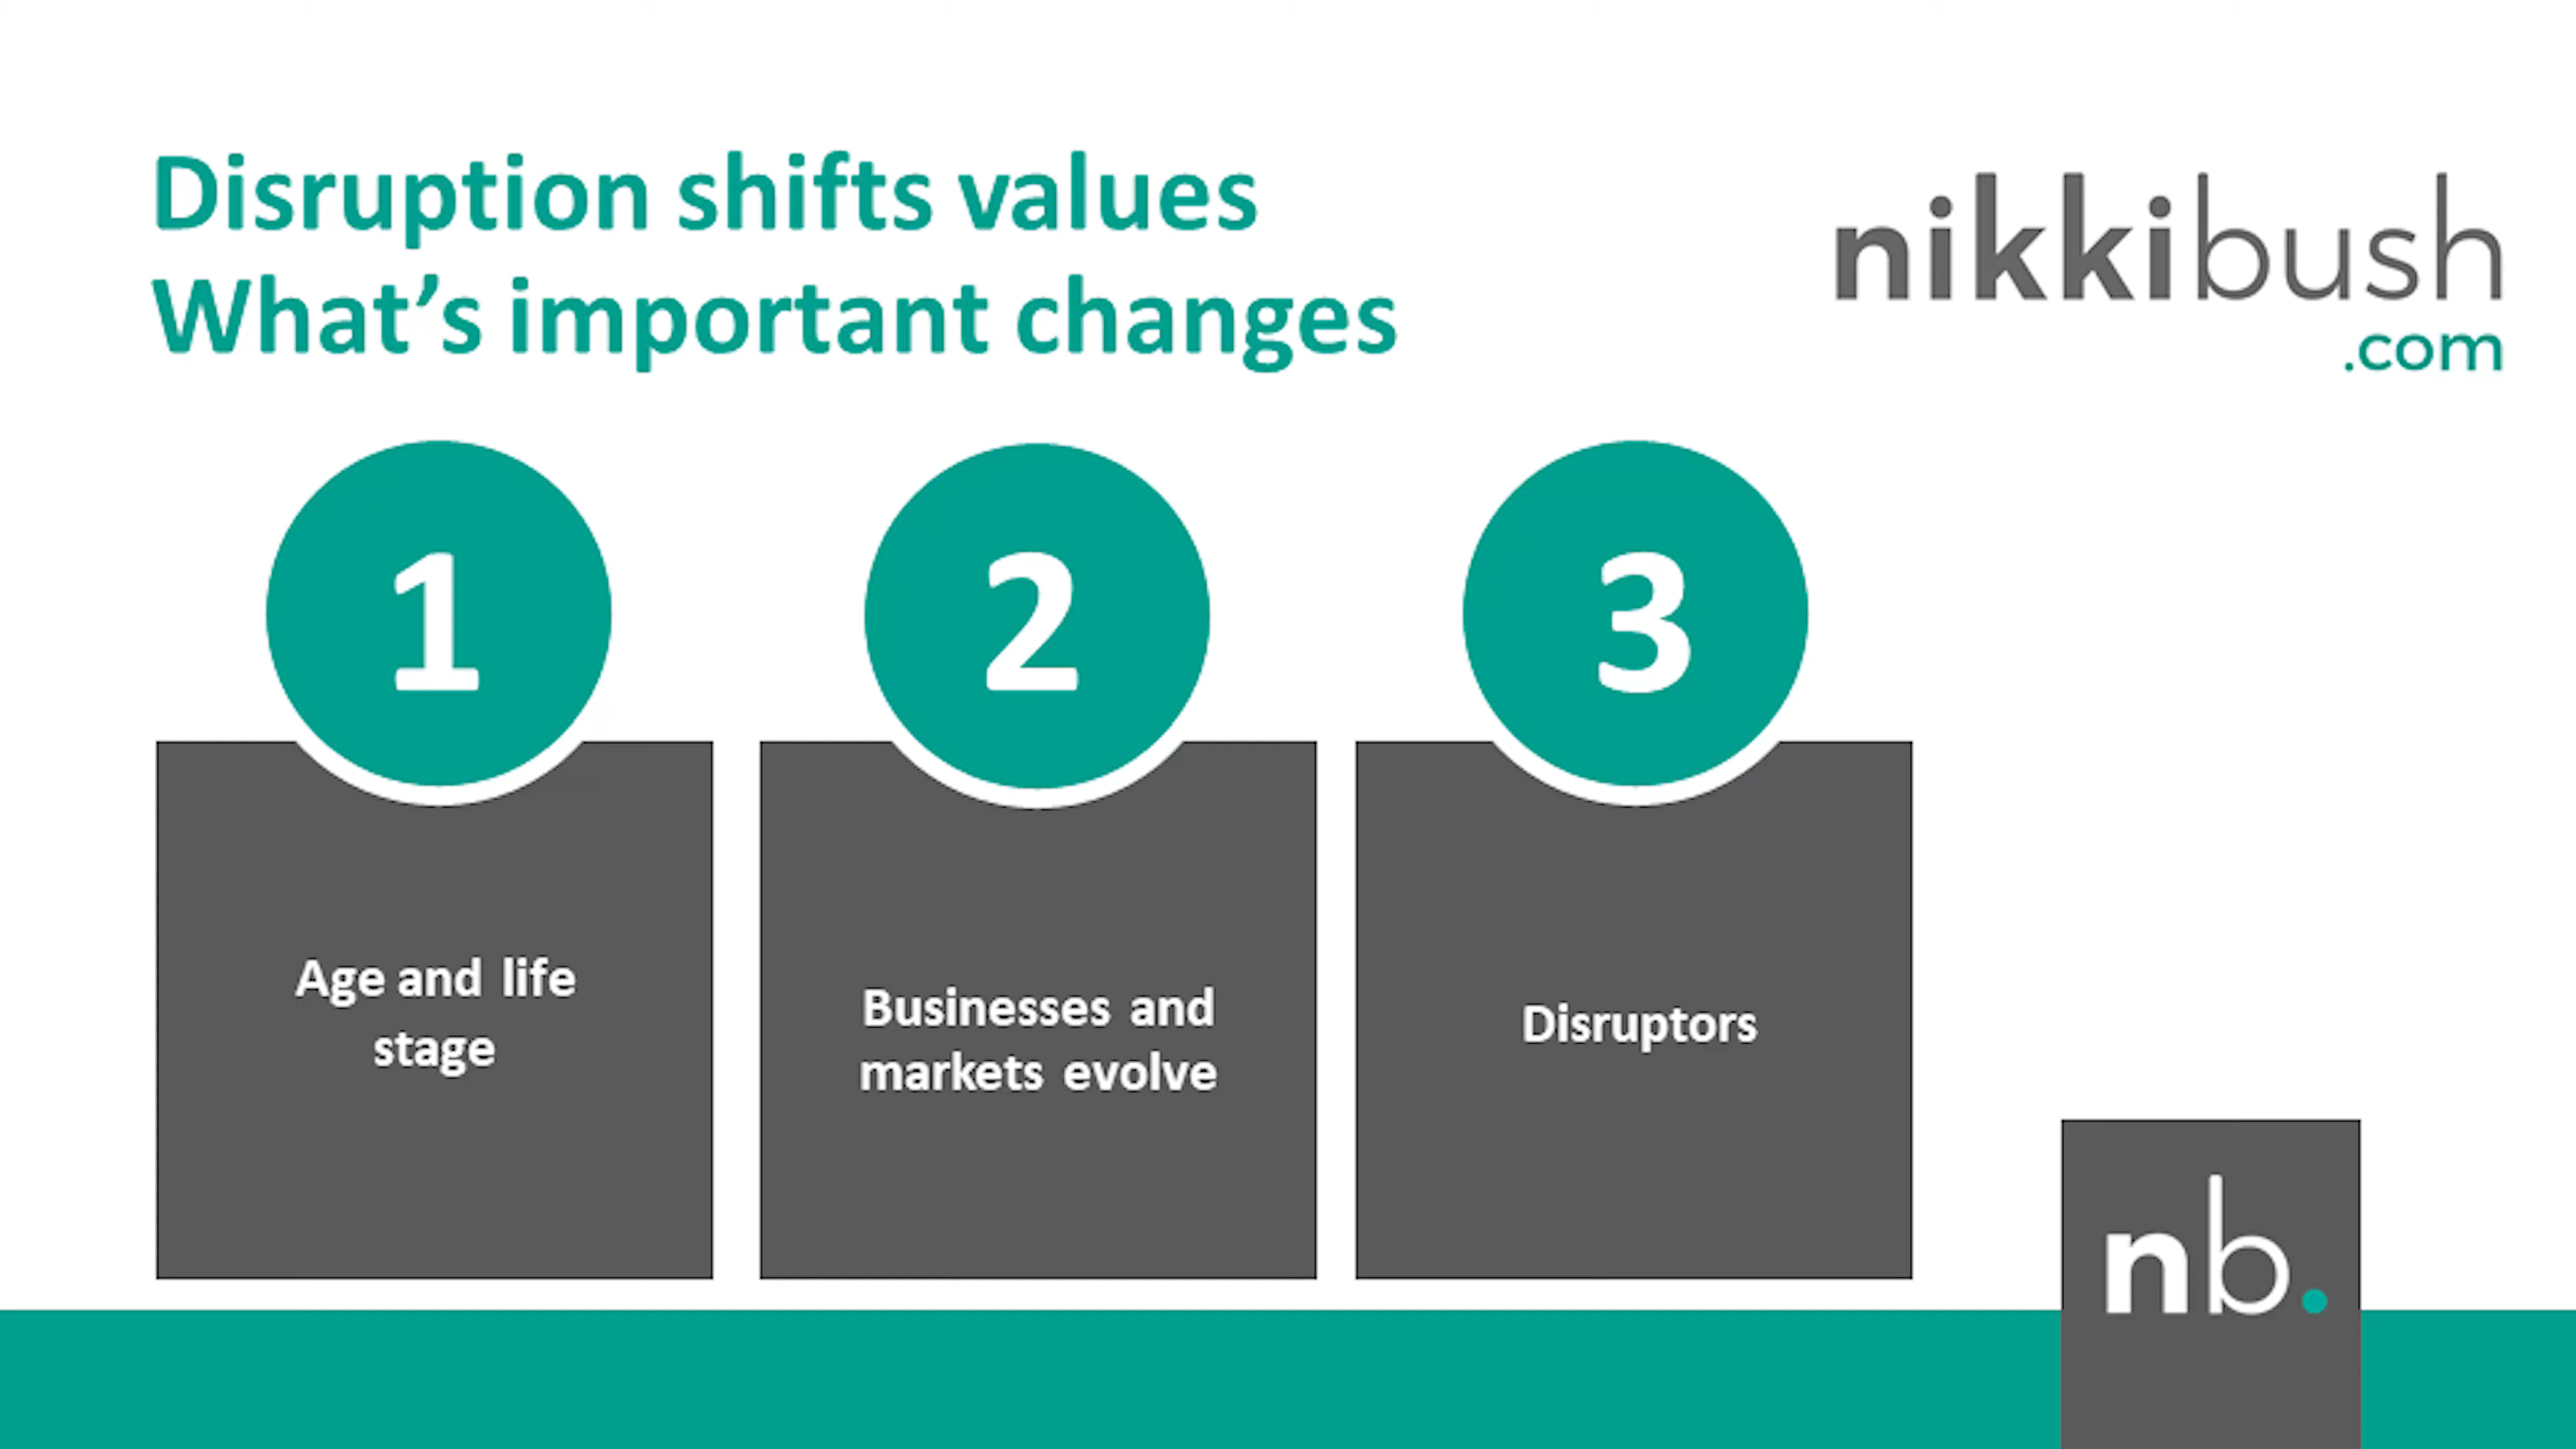 Disruption shifts values
What's important changes
nikkibush
.com
1
2
3
Age and life
stage
Businesses and
markets evolve
Disruptors
nb.